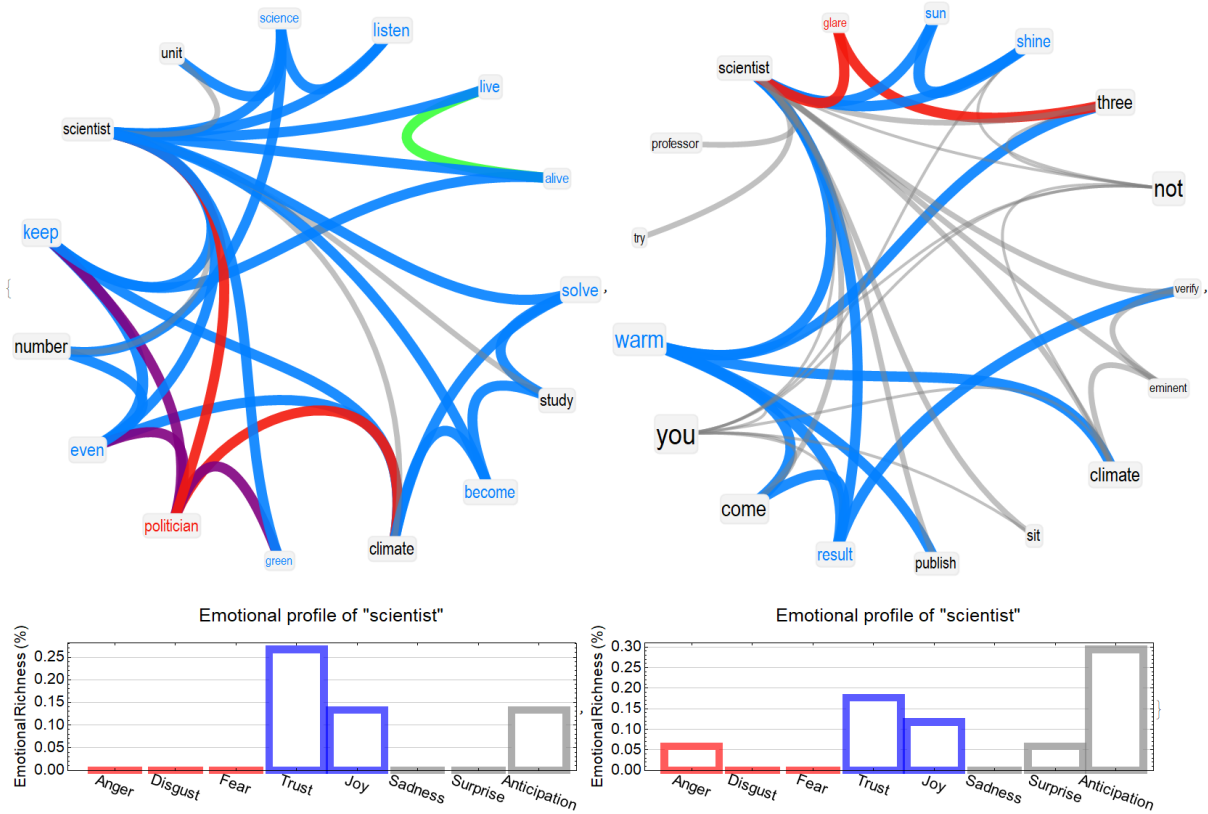 science
listen
unit
live
scientist
alive
keep
solve
number
study
even
become
politician
climate
green
{
,
glare
sun
shine
scientist
three
professor
not
try
verify
,
warm
eminent
you
climate
come
sit
result
publish
Emotional profile of "scientist"
Emotional Richness (%)
0.25
0.20
0.15
0.10
0.05
0.00
Anger
Disgust
Fear
Trust
Joy
Sadness
Surprise
Anticipation
,
Emotional profile of "scientist"
Emotional Richness (%)
0.30
0.25
0.20
0.15
0.10
0.05
0.00
Anger
Disgust
Fear
Trust
Joy
Sadness
Surprise
Anticipation
}